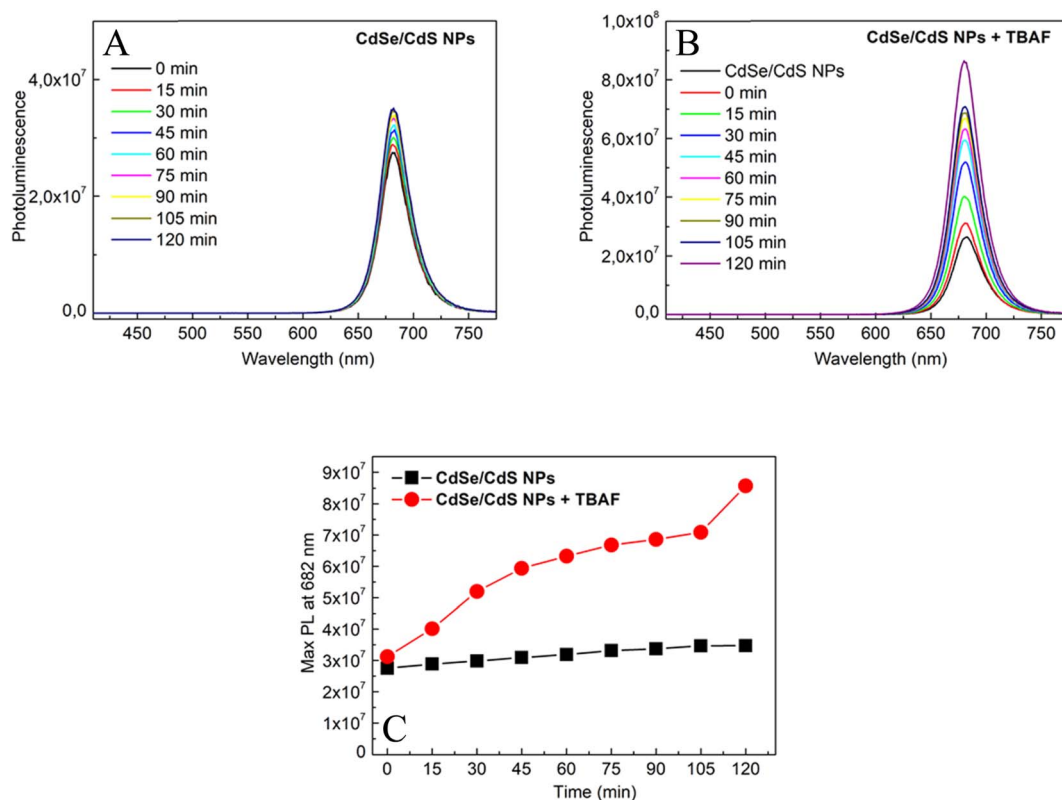 A
CdSe/CdS NPs
4,0x10⁷
2,0x10⁷
0,0
Photoluminescence
0 min
15 min
30 min
45 min
60 min
75 min
90 min
105 min
120 min
450 500 550 600 650 700 750
Wavelength (nm)
B
CdSe/CdS NPs + TBAF
1,0x10⁸
8,0x10⁷
6,0x10⁷
4,0x10⁷
2,0x10⁷
0,0
Photoluminescence
CdSe/CdS NPs
0 min
15 min
30 min
45 min
60 min
75 min
90 min
105 min
120 min
450 500 550 600 650 700 750
Wavelength (nm)
C
CdSe/CdS NPs
CdSe/CdS NPs + TBAF
9x10⁷
8x10⁷
7x10⁷
6x10⁷
5x10⁷
4x10⁷
3x10⁷
2x10⁷
1x10⁷
0
Max PL at 682 nm
0 15 30 45 60 75 90 105 120
Time (min)